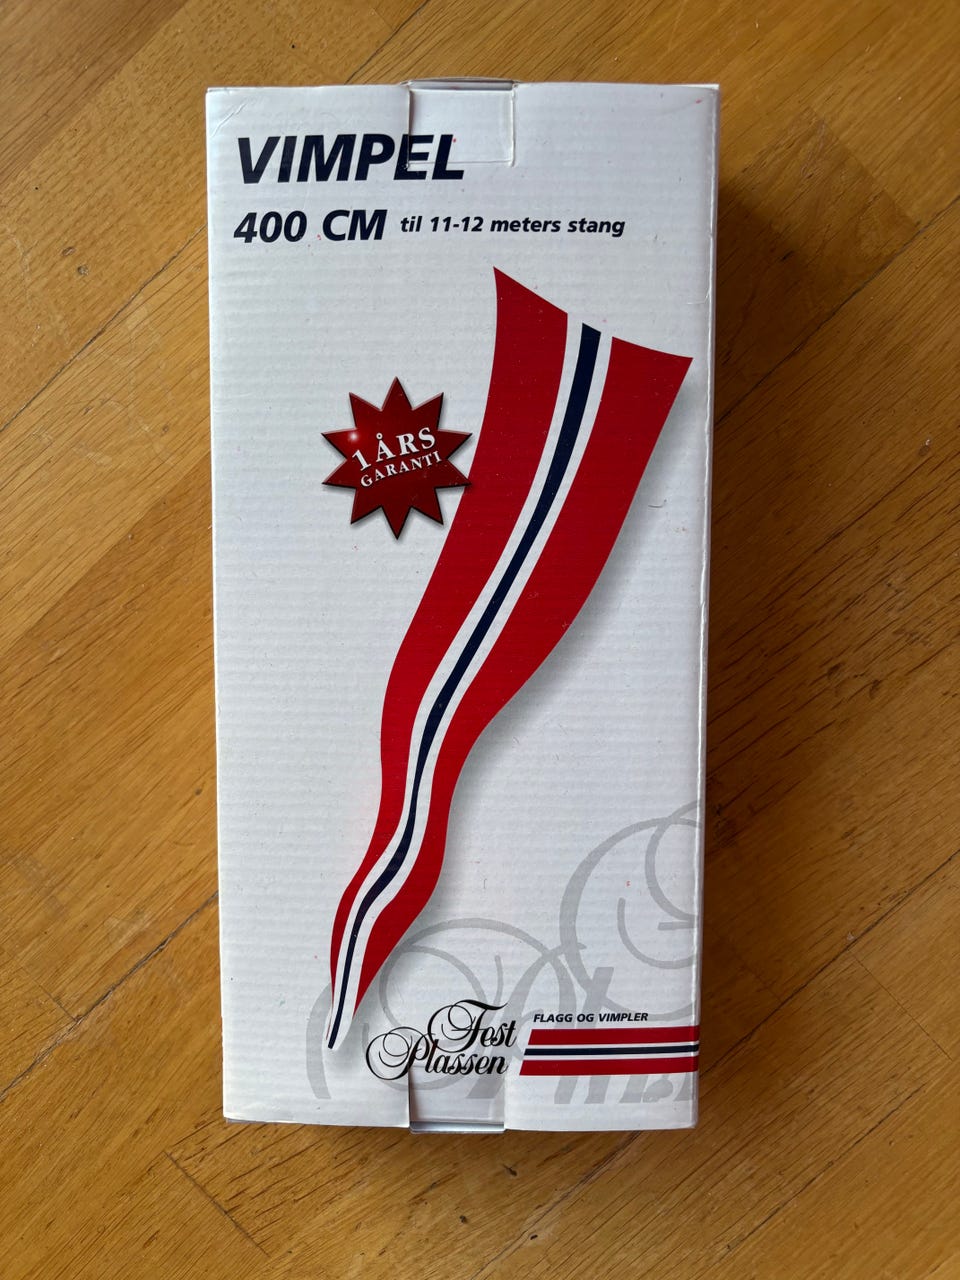 VIMPEL
400 CM til 11-12 meters stang
1 ÅRS
GARANTI
Fest
Plassen
FLAGG OG VIMPLER